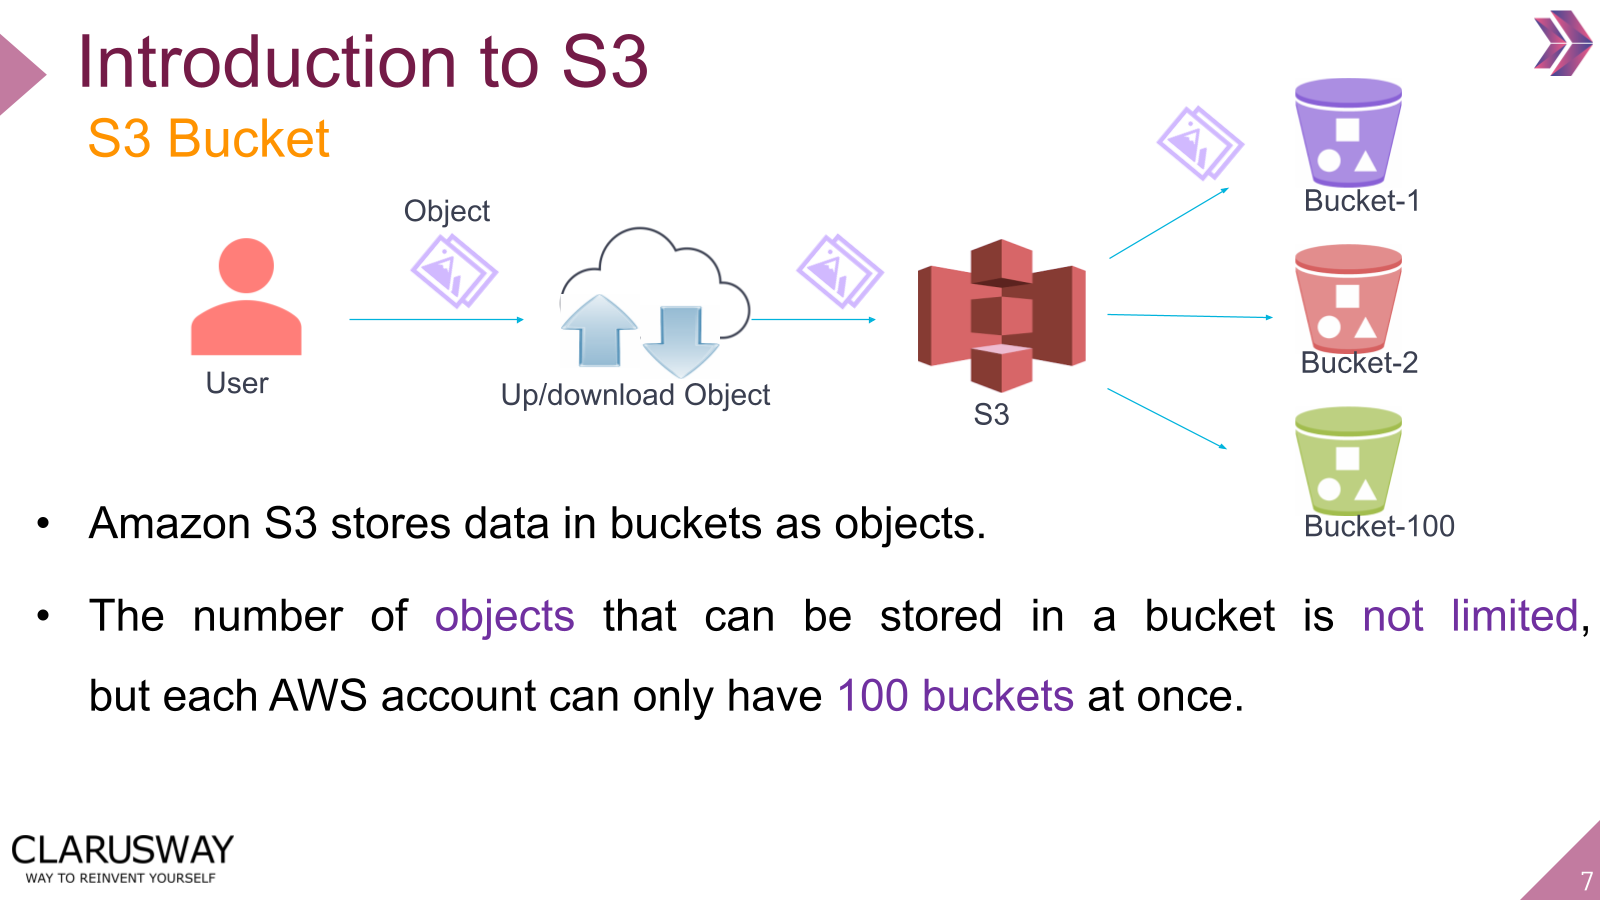 Introduction to S3
S3 Bucket
Object
User
Up/download Object
S3
Bucket-1
Bucket-2
Bucket-100
• Amazon S3 stores data in buckets as objects.
• The number of objects that can be stored in a bucket is not limited,
but each AWS account can only have 100 buckets at once.
CLARUSWAY
WAY TO REINVENT YOURSELF
7